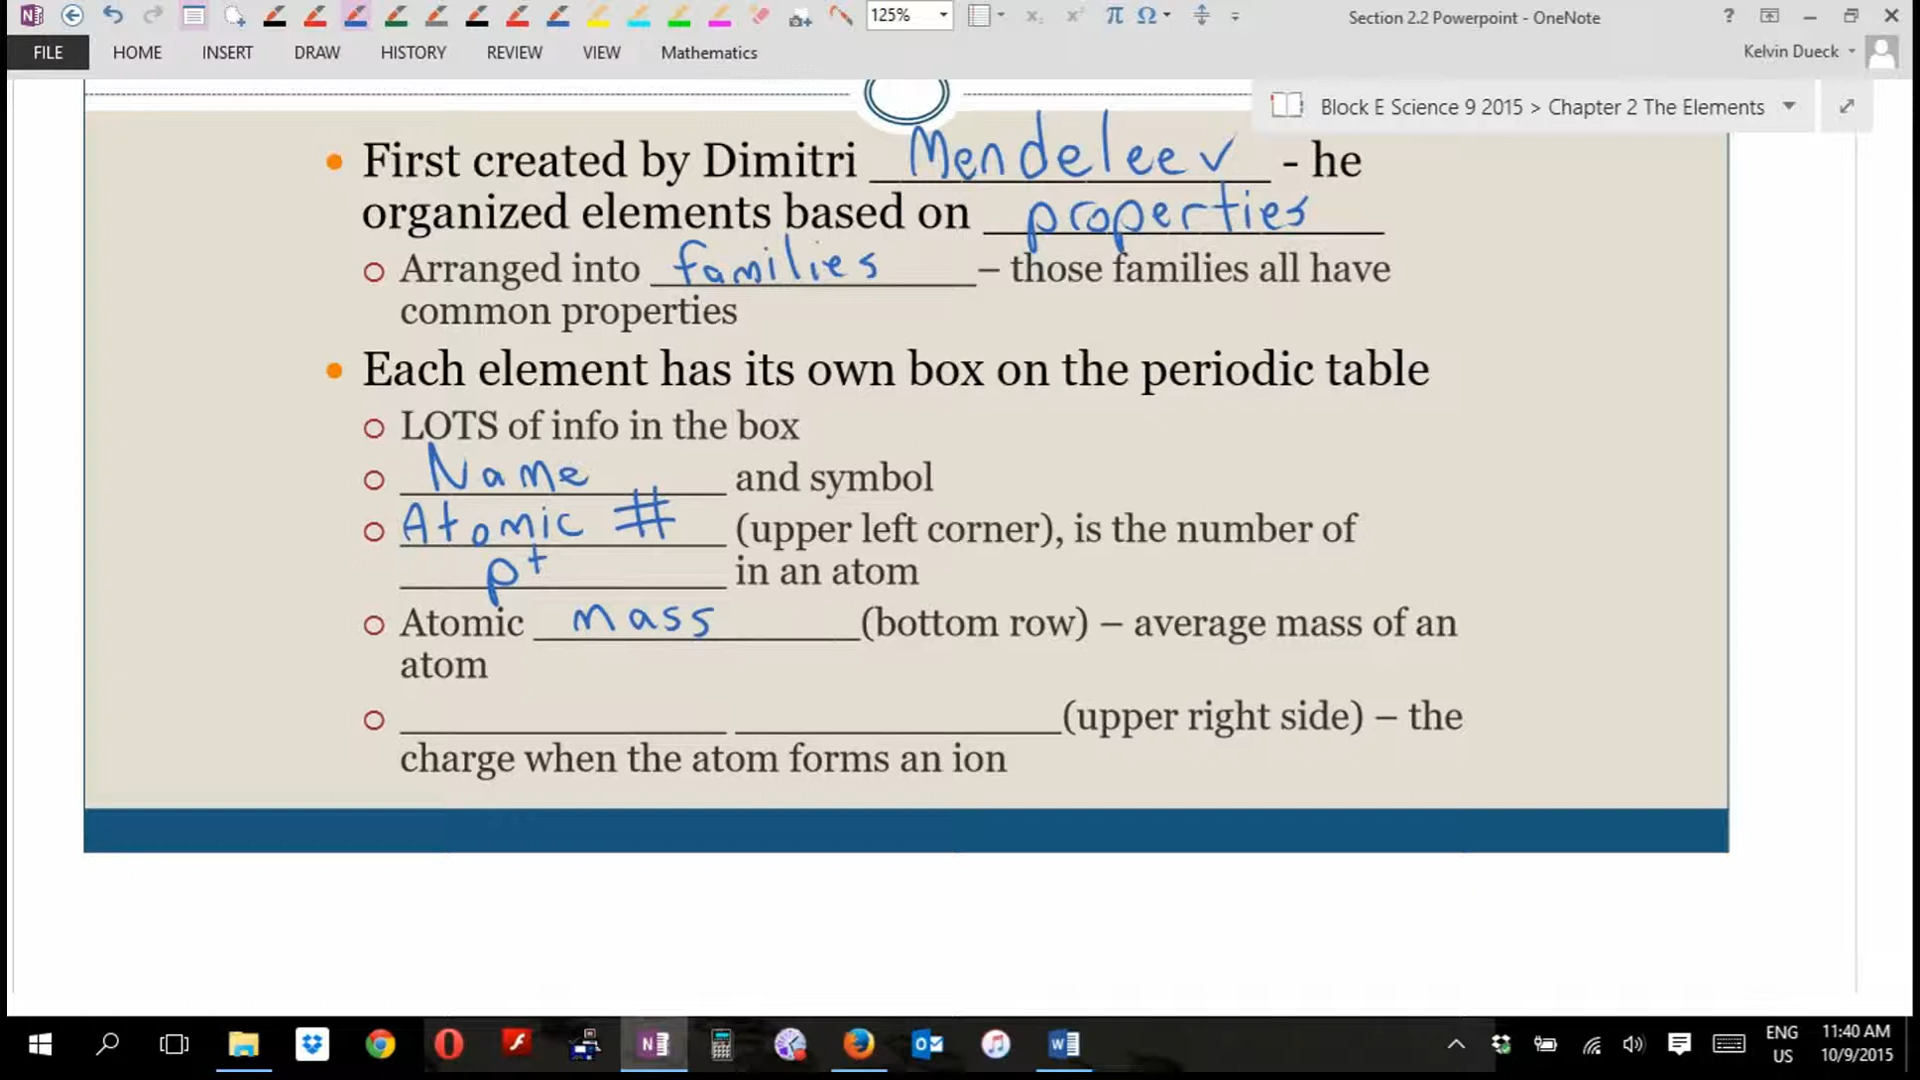 125%
π Ω
Section 2.2 Powerpoint - OneNote
?
FILE HOME INSERT DRAW HISTORY REVIEW VIEW Mathematics
Kelvin Dueck
Block E Science 9 2015 > Chapter 2 The Elements
• First created by Dimitri Mendeleev - he
organized elements based on properties
Arranged into families – those families all have
common properties
• Each element has its own box on the periodic table
LOTS of info in the box
Name and symbol
Atomic # (upper left corner), is the number of
p+ in an atom
Atomic mass (bottom row) – average mass of an
atom
(upper right side) – the
charge when the atom forms an ion
ENG
US
11:40 AM
10/9/2015